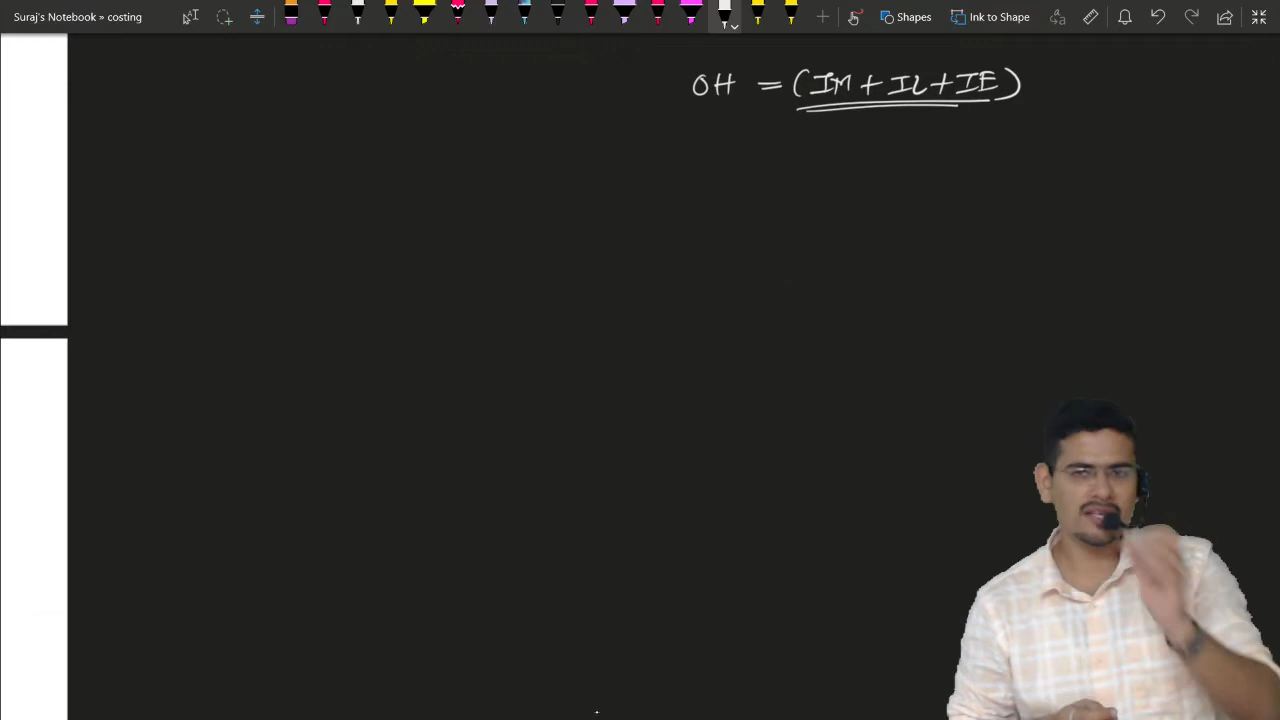 Suraj's Notebook » costing
Shapes
Ink to Shape
OH = (IM + IL + IE)